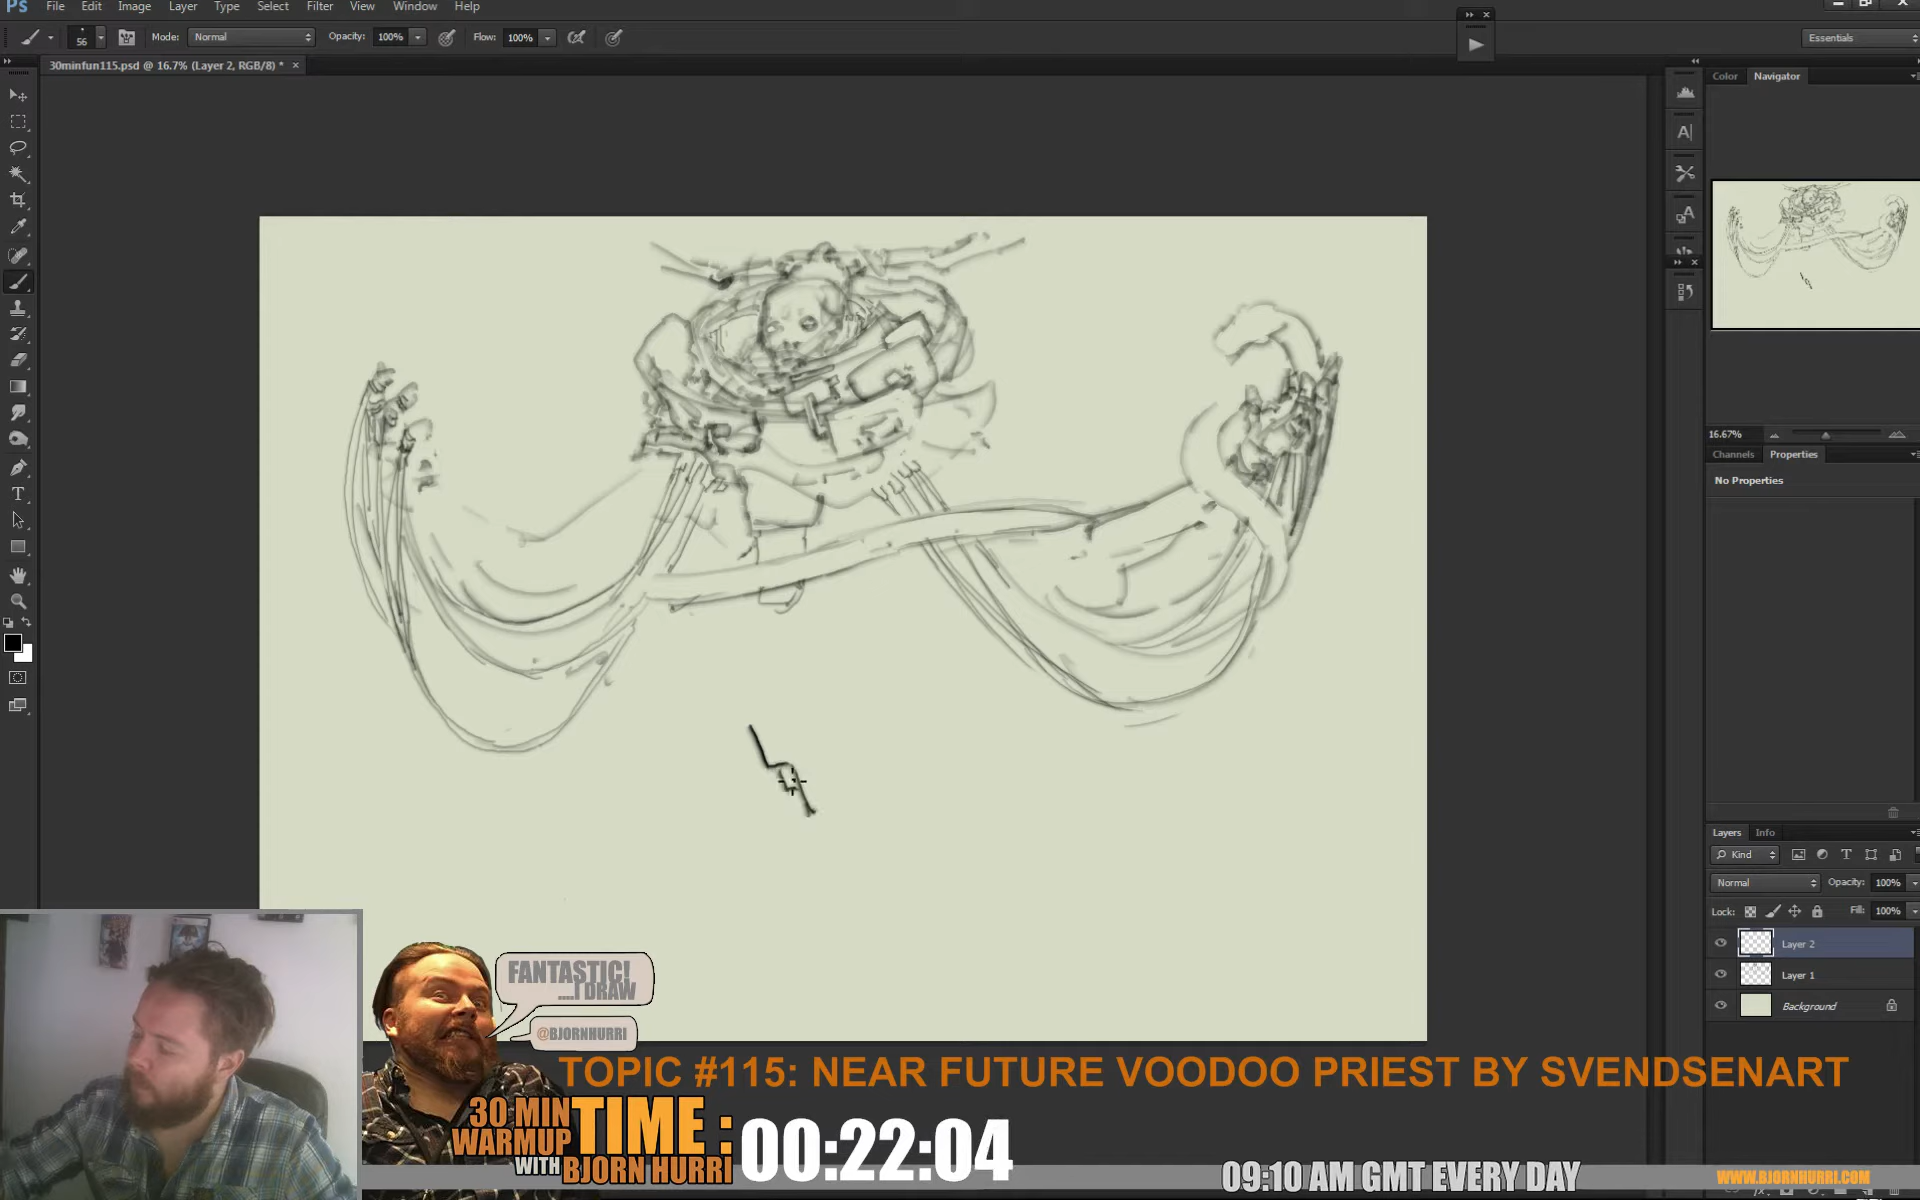 Ps File Edit Image Layer Type Select Filter View Window Help
56 Mode: Normal Opacity: 100% Flow: 100% Essentials
30minfun115.psd @ 16.7% (Layer 2, RGB/8) * ×
Color Navigator
16.67%
Channels Properties
No Properties
Layers Info
Kind
Normal Opacity: 100%
Lock: Fill: 100%
Layer 2
Layer 1
Background
FANTASTIC!
....I DRAW
@BJORNHURRI
TOPIC #115: NEAR FUTURE VOODOO PRIEST BY SVENDSENART
30 MIN
WARMUP
WITH BJORN HURRI
TIME : 00:22:04
09:10 AM GMT EVERY DAY
WWW.BJORNHURRI.COM